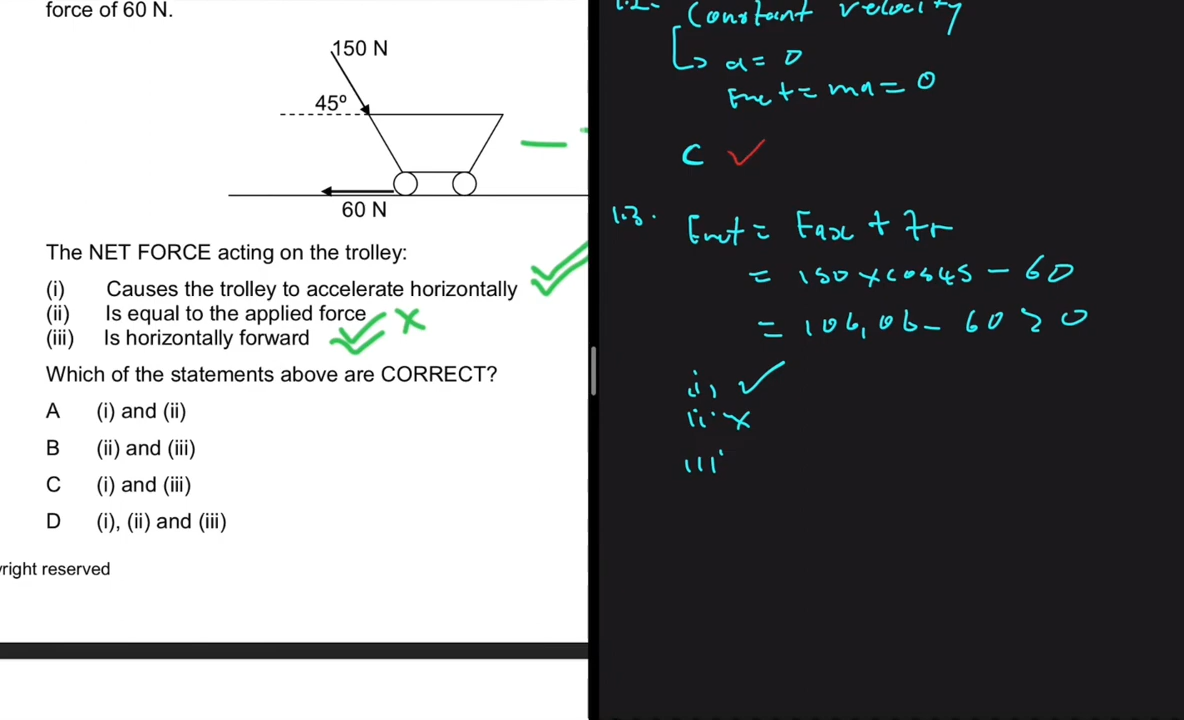 force of 60 N.
150 N
45º
60 N
The NET FORCE acting on the trolley:
(i) Causes the trolley to accelerate horizontally
(ii) Is equal to the applied force
(iii) Is horizontally forward
Which of the statements above are CORRECT?
A (i) and (ii)
B (ii) and (iii)
C (i) and (iii)
D (i), (ii) and (iii)
right reserved
Constant velocity
a = 0
Fnet = ma = 0
C ✓
1.3. Fnet = Fax + fr
= 150 x cos45 - 60
= 106,06 - 60 > 0
i) ✓
ii x
iii